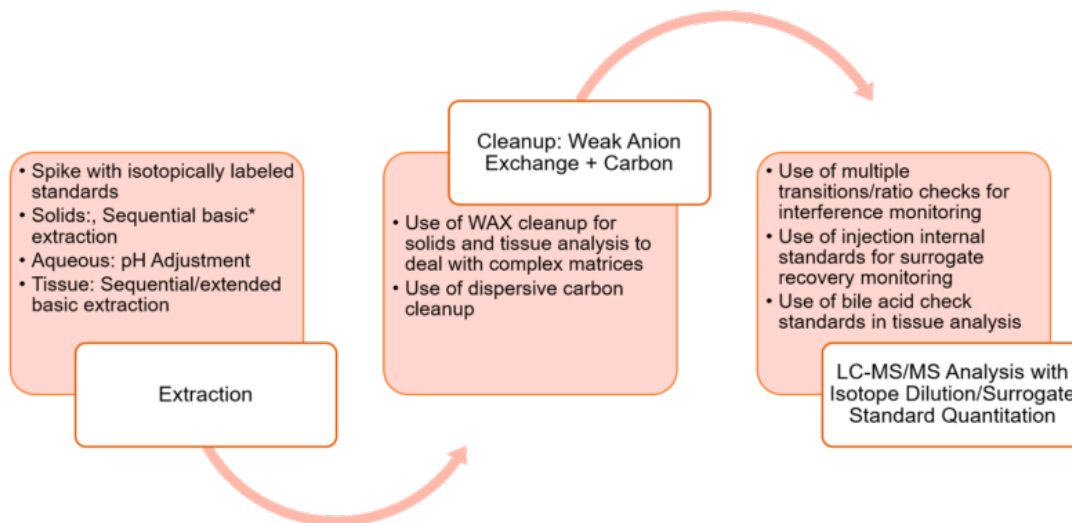 • Spike with isotopically labeled
standards
• Solids:, Sequential basic*
extraction
• Aqueous: pH Adjustment
• Tissue: Sequential/extended
basic extraction
Extraction
Cleanup: Weak Anion
Exchange + Carbon
• Use of WAX cleanup for
solids and tissue analysis to
deal with complex matrices
• Use of dispersive carbon
cleanup
• Use of multiple
transitions/ratio checks for
interference monitoring
• Use of injection internal
standards for surrogate
recovery monitoring
• Use of bile acid check
standards in tissue analysis
LC-MS/MS Analysis with
Isotope Dilution/Surrogate
Standard Quantitation